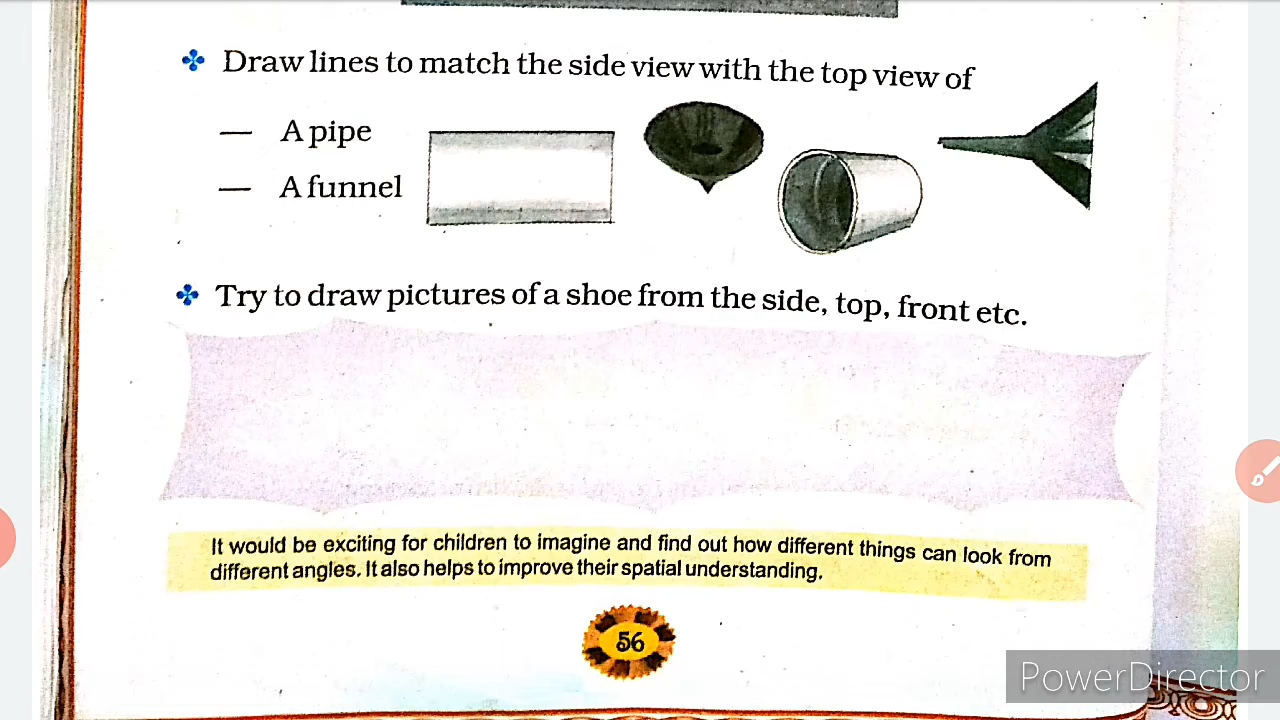 Draw lines to match the side view with the top view of
— A pipe
— A funnel
Try to draw pictures of a shoe from the side, top, front etc.
It would be exciting for children to imagine and find out how different things can look from
different angles. It also helps to improve their spatial understanding.
56
PowerDirector